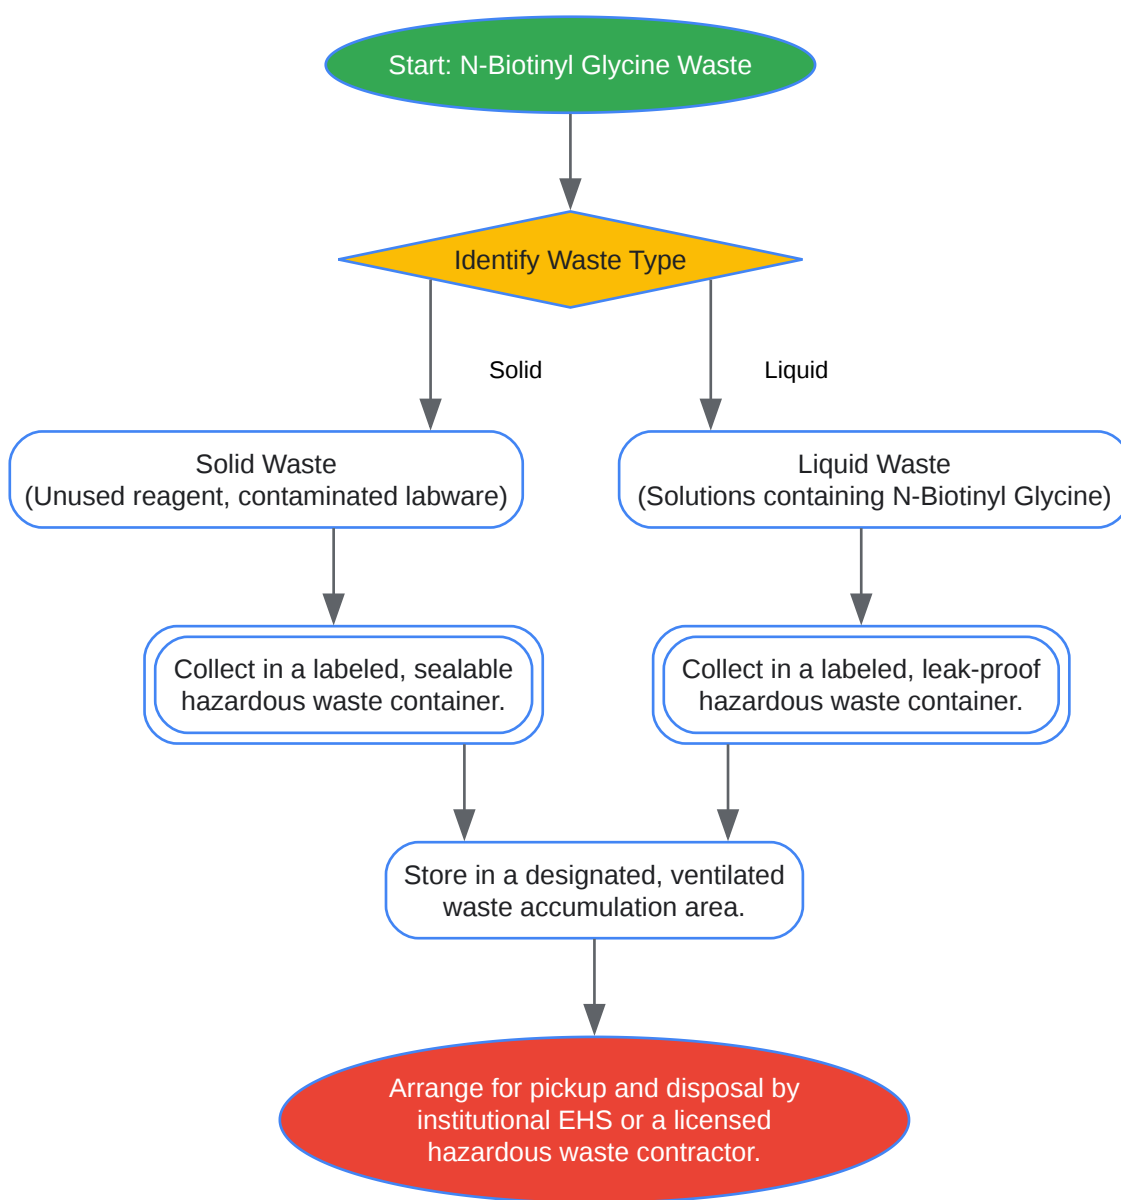 Start: N-Biotinyl Glycine Waste
Identify Waste Type
Solid
Liquid
Solid Waste
(Unused reagent, contaminated labware)
Liquid Waste
(Solutions containing N-Biotinyl Glycine)
Collect in a labeled, sealable
hazardous waste container.
Collect in a labeled, leak-proof
hazardous waste container.
Store in a designated, ventilated
waste accumulation area.
Arrange for pickup and disposal by
institutional EHS or a licensed
hazardous waste contractor.